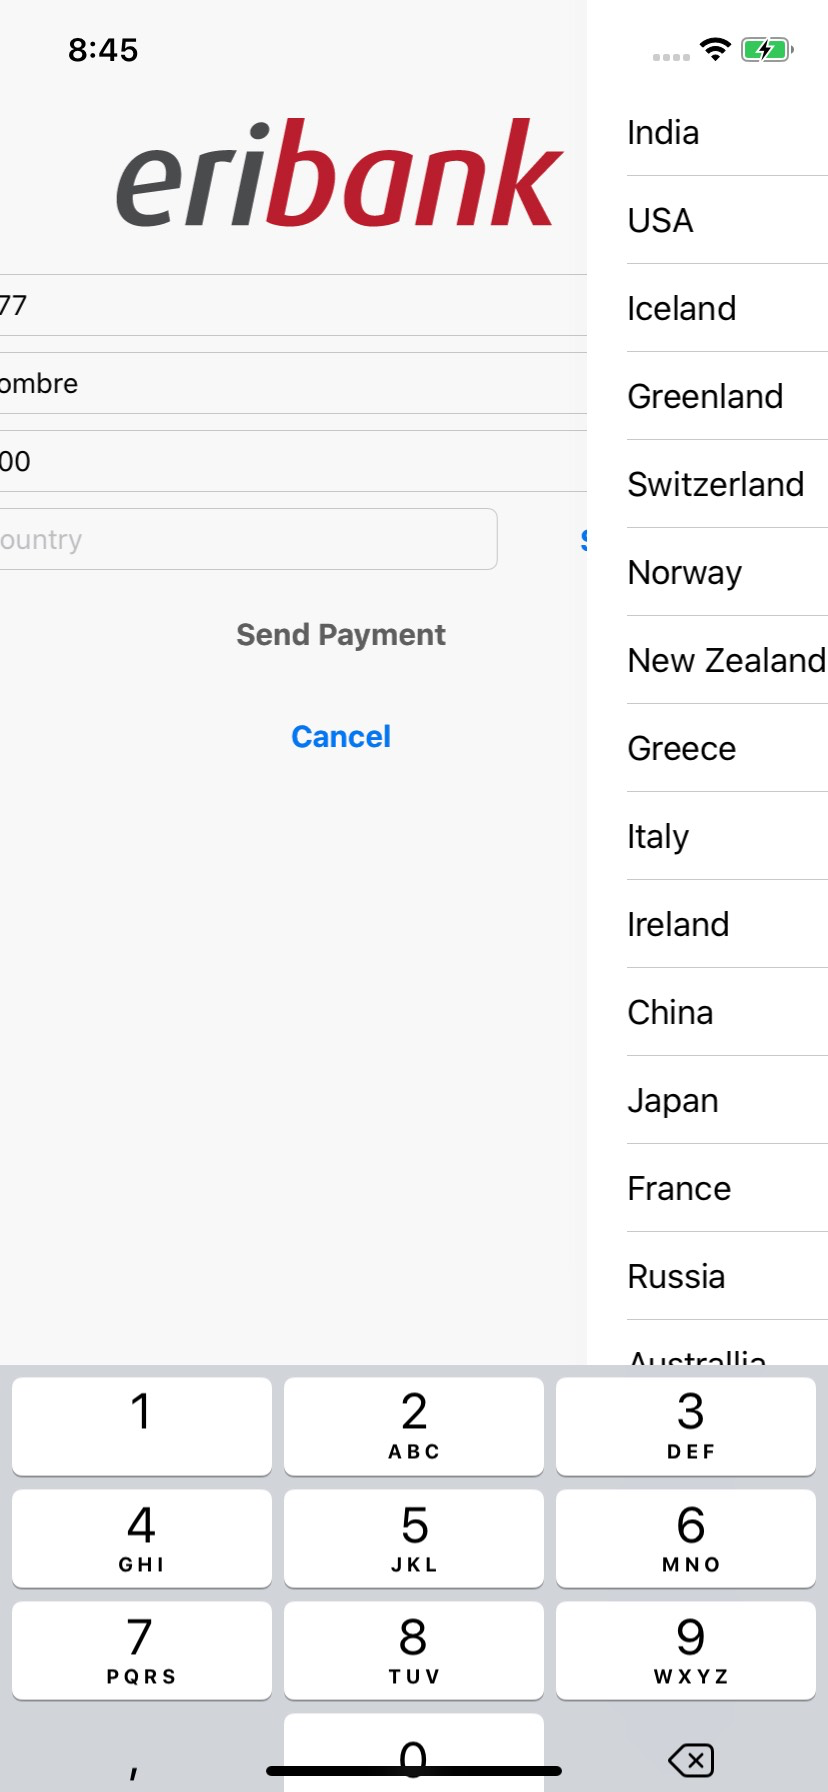 8:45
eribank
77
ombre
00
ountry
Send Payment
Cancel
India
USA
Iceland
Greenland
Switzerland
Norway
New Zealand
Greece
Italy
Ireland
China
Japan
France
Russia
Australlia
1
2
ABC
3
DEF
4
GHI
5
JKL
6
MNO
7
PQRS
8
TUV
9
WXYZ
,
0